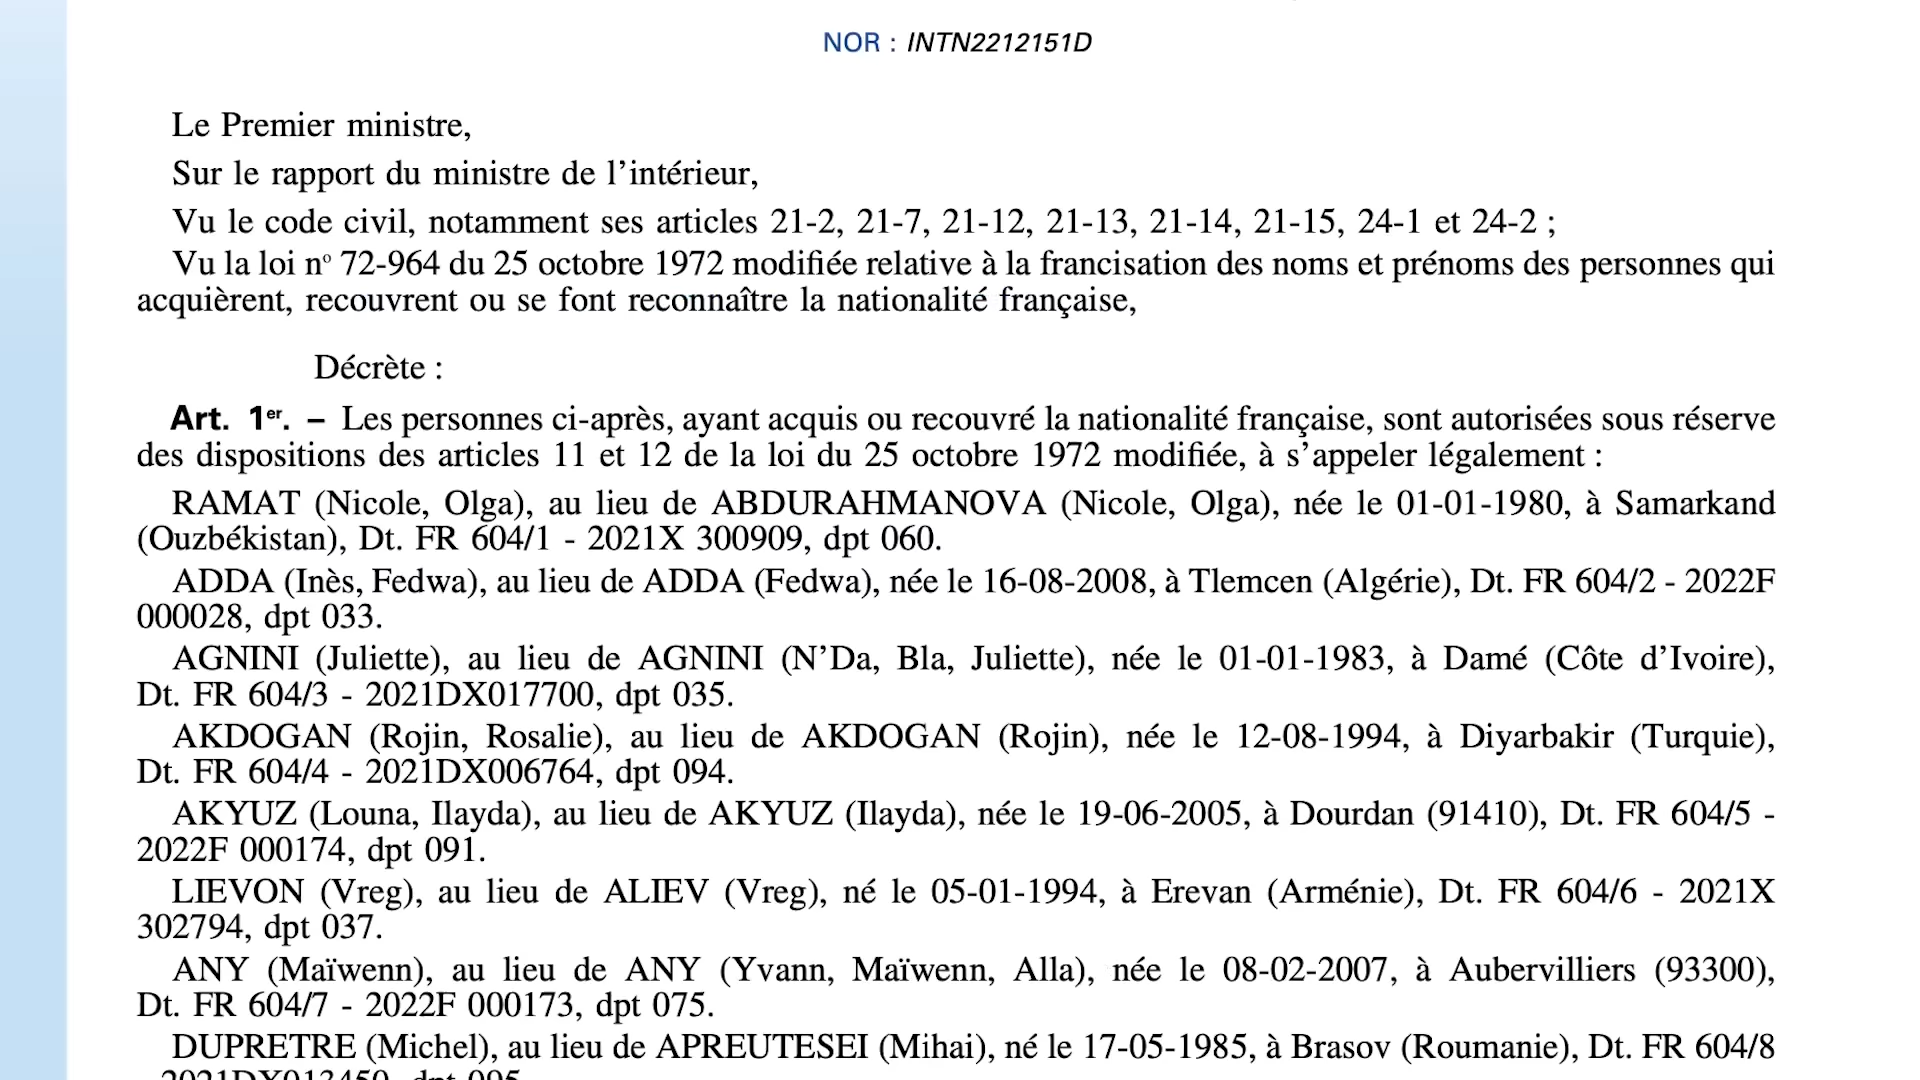 NOR : INTN2212151D
Le Premier ministre,
Sur le rapport du ministre de l’intérieur,
Vu le code civil, notamment ses articles 21-2, 21-7, 21-12, 21-13, 21-14, 21-15, 24-1 et 24-2 ;
Vu la loi nº 72-964 du 25 octobre 1972 modifiée relative à la francisation des noms et prénoms des personnes qui
acquièrent, recouvrent ou se font reconnaître la nationalité française,
Décrète :
Art. 1er. – Les personnes ci-après, ayant acquis ou recouvré la nationalité française, sont autorisées sous réserve
des dispositions des articles 11 et 12 de la loi du 25 octobre 1972 modifiée, à s’appeler légalement :
RAMAT (Nicole, Olga), au lieu de ABDURAHMANOVA (Nicole, Olga), née le 01-01-1980, à Samarkand
(Ouzbékistan), Dt. FR 604/1 - 2021X 300909, dpt 060.
ADDA (Inès, Fedwa), au lieu de ADDA (Fedwa), née le 16-08-2008, à Tlemcen (Algérie), Dt. FR 604/2 - 2022F
000028, dpt 033.
AGNINI (Juliette), au lieu de AGNINI (N’Da, Bla, Juliette), née le 01-01-1983, à Damé (Côte d’Ivoire),
Dt. FR 604/3 - 2021DX017700, dpt 035.
AKDOGAN (Rojin, Rosalie), au lieu de AKDOGAN (Rojin), née le 12-08-1994, à Diyarbakir (Turquie),
Dt. FR 604/4 - 2021DX006764, dpt 094.
AKYUZ (Louna, Ilayda), au lieu de AKYUZ (Ilayda), née le 19-06-2005, à Dourdan (91410), Dt. FR 604/5 -
2022F 000174, dpt 091.
LIEVON (Vreg), au lieu de ALIEV (Vreg), né le 05-01-1994, à Erevan (Arménie), Dt. FR 604/6 - 2021X
302794, dpt 037.
ANY (Maïwenn), au lieu de ANY (Yvann, Maïwenn, Alla), née le 08-02-2007, à Aubervilliers (93300),
Dt. FR 604/7 - 2022F 000173, dpt 075.
DUPRETRE (Michel), au lieu de APREUTESEI (Mihai), né le 17-05-1985, à Brasov (Roumanie), Dt. FR 604/8
2021DX013450, dpt 095